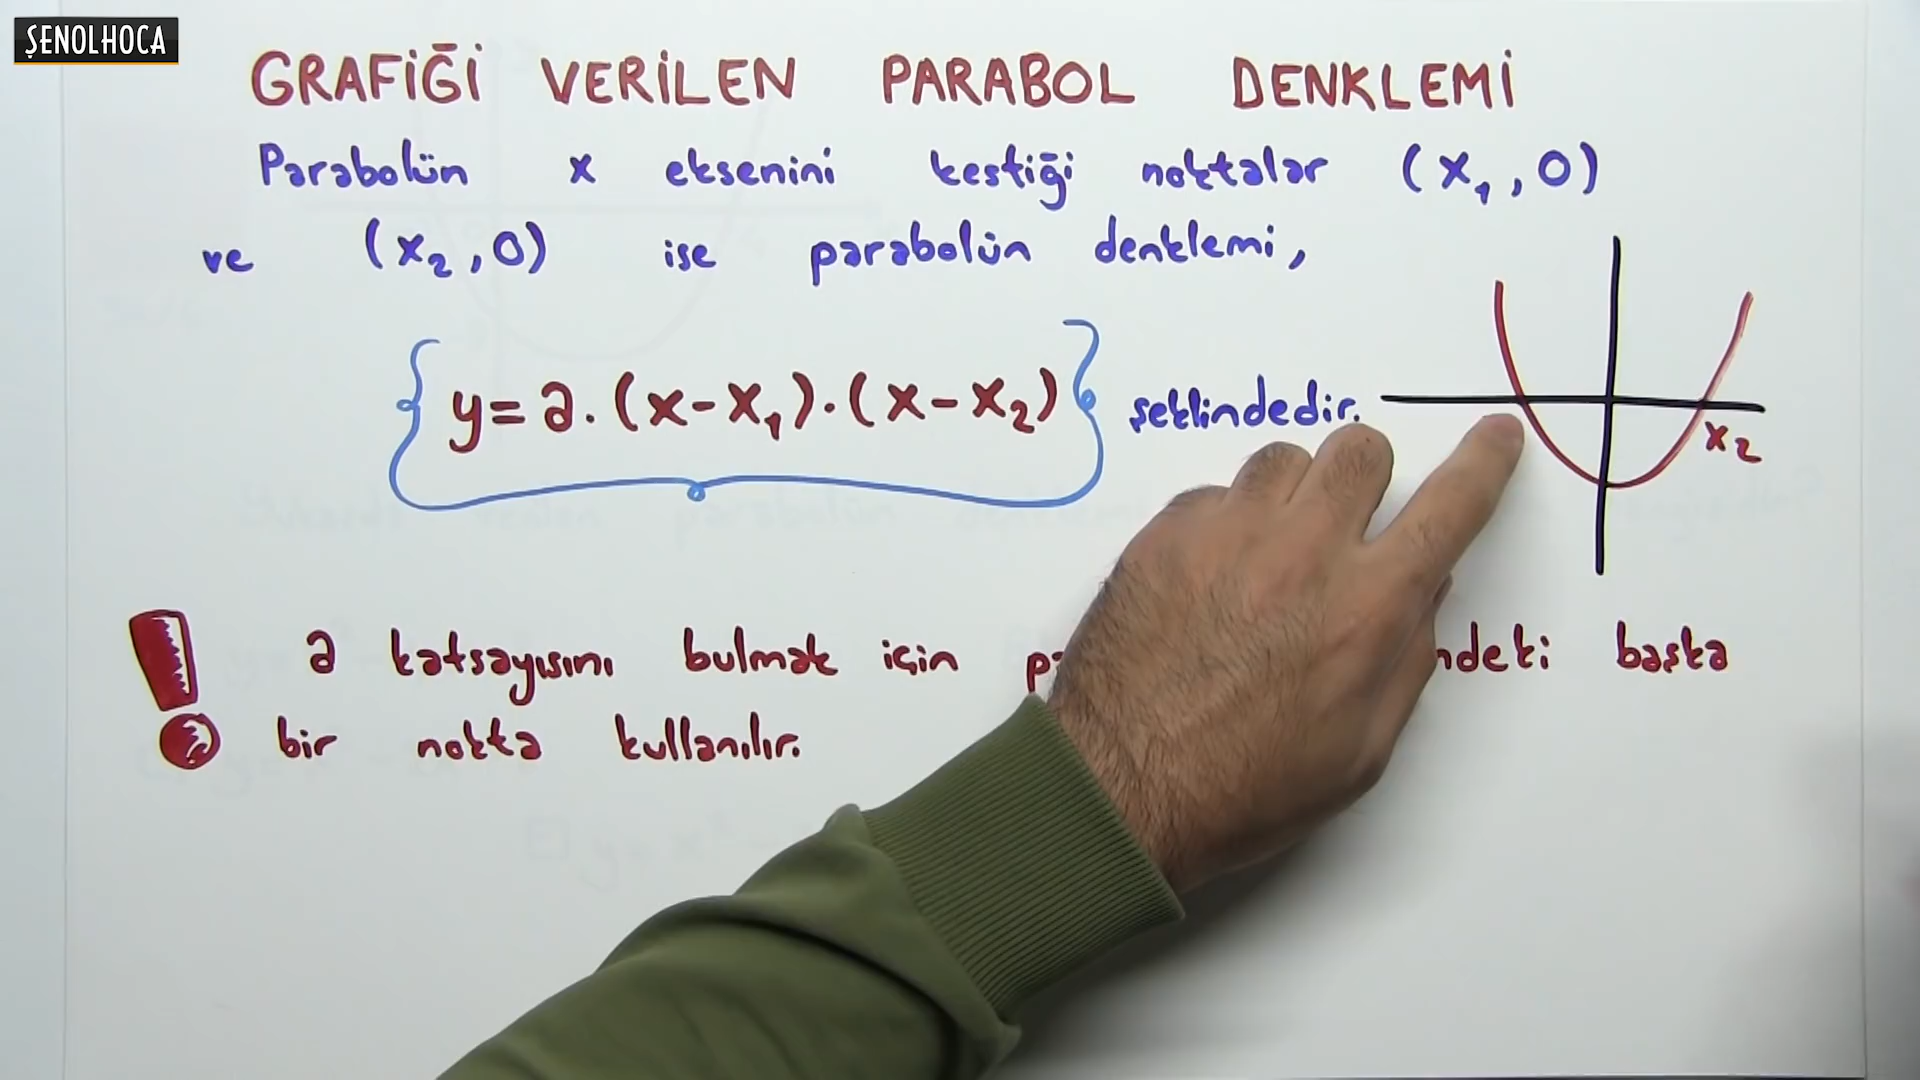 ŞENOLHOCA
GRAFİĞİ VERİLEN PARABOL DENKLEMİ
Parabolün x eksenini kestiği noktalar (x₁, 0)
ve (x₂, 0) ise parabolün denklemi,
y = a.(x-x₁).(x-x₂) şeklindedir.
x₂
a katsayısını bulmak için başka
bir nokta kullanılır.